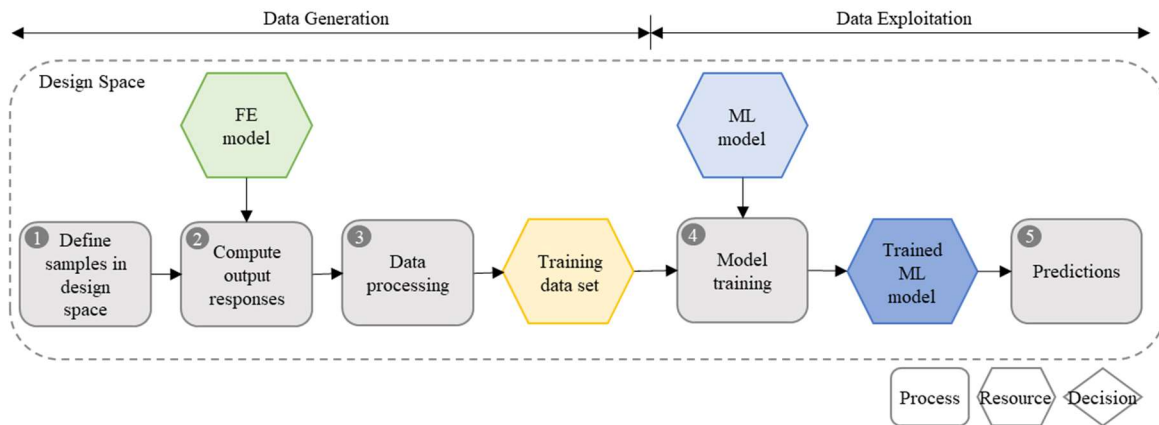 Data Generation
Data Exploitation
Design Space
FE
model
ML
model
1
Define
samples in
design
space
2
Compute
output
responses
3
Data
processing
Training
data set
4
Model
training
Trained
ML
model
5
Predictions
Process
Resource
Decision